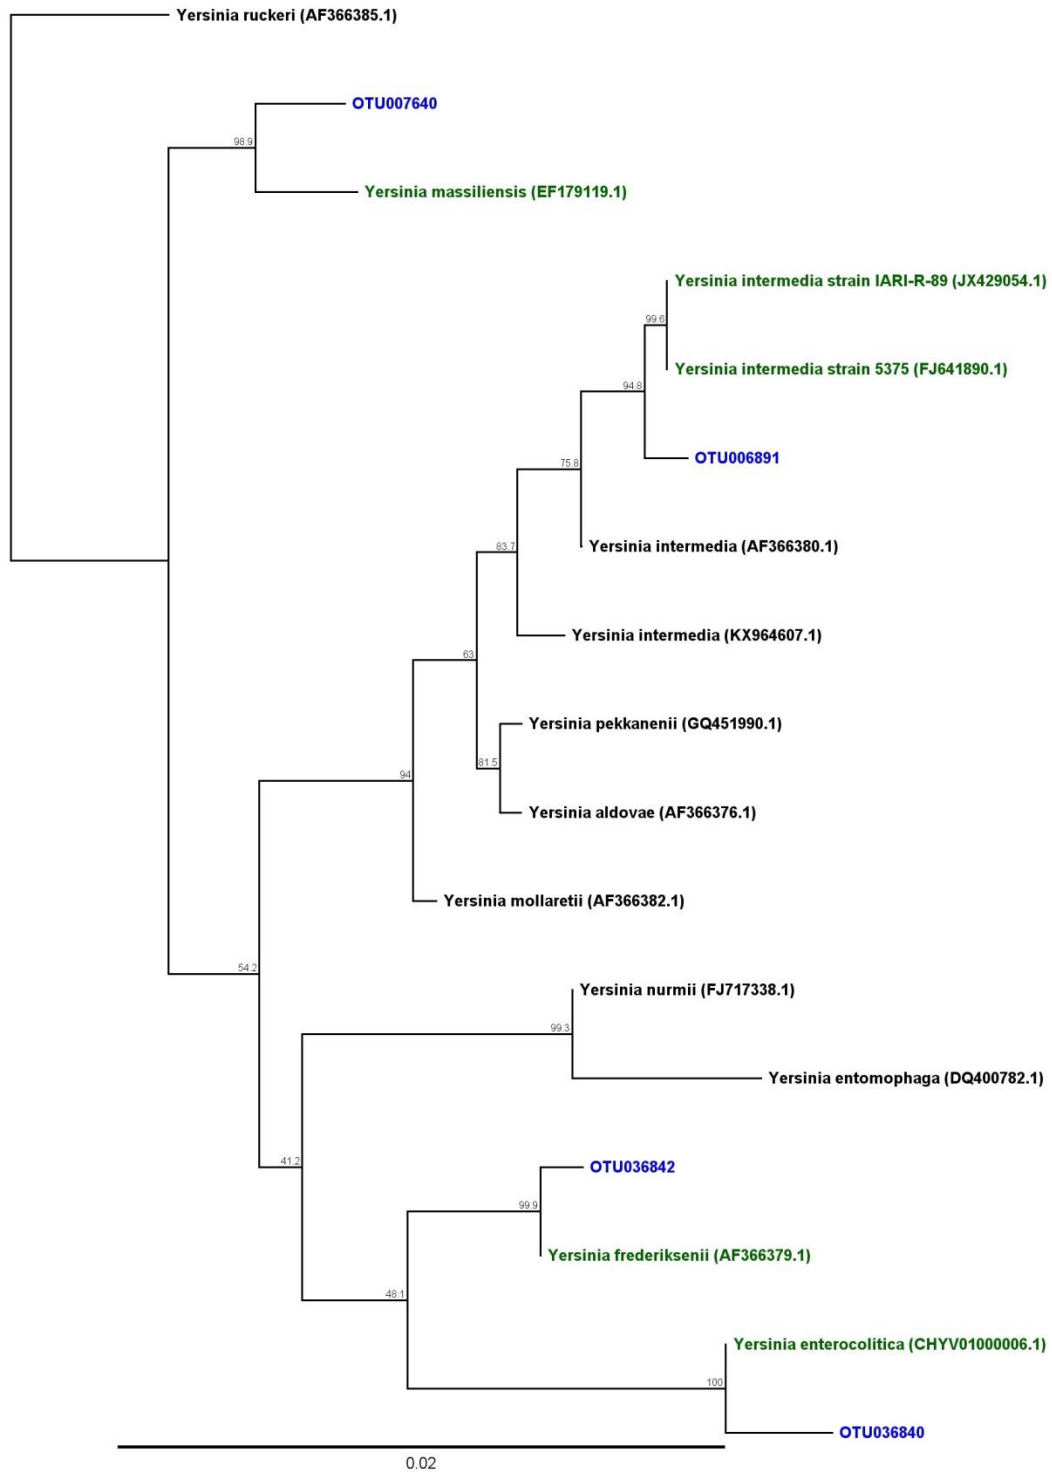 Yersinia ruckeri (AF366385.1)
OTU007640
98.9
Yersinia massiliensis (EF179119.1)
Yersinia intermedia strain IARI-R-89 (JX429054.1)
99.6
Yersinia intermedia strain 5375 (FJ641890.1)
94.8
OTU006891
75.8
Yersinia intermedia (AF366380.1)
83.7
Yersinia intermedia (KX964607.1)
63
Yersinia pekkanenii (GQ451990.1)
81.5
94
Yersinia aldovae (AF366376.1)
Yersinia mollaretii (AF366382.1)
54.2
Yersinia nurmii (FJ717338.1)
99.3
Yersinia entomophaga (DQ400782.1)
41.2
OTU036842
99.9
Yersinia frederiksenii (AF366379.1)
48.1
Yersinia enterocolitica (CHYV01000006.1)
100
OTU036840
0.02